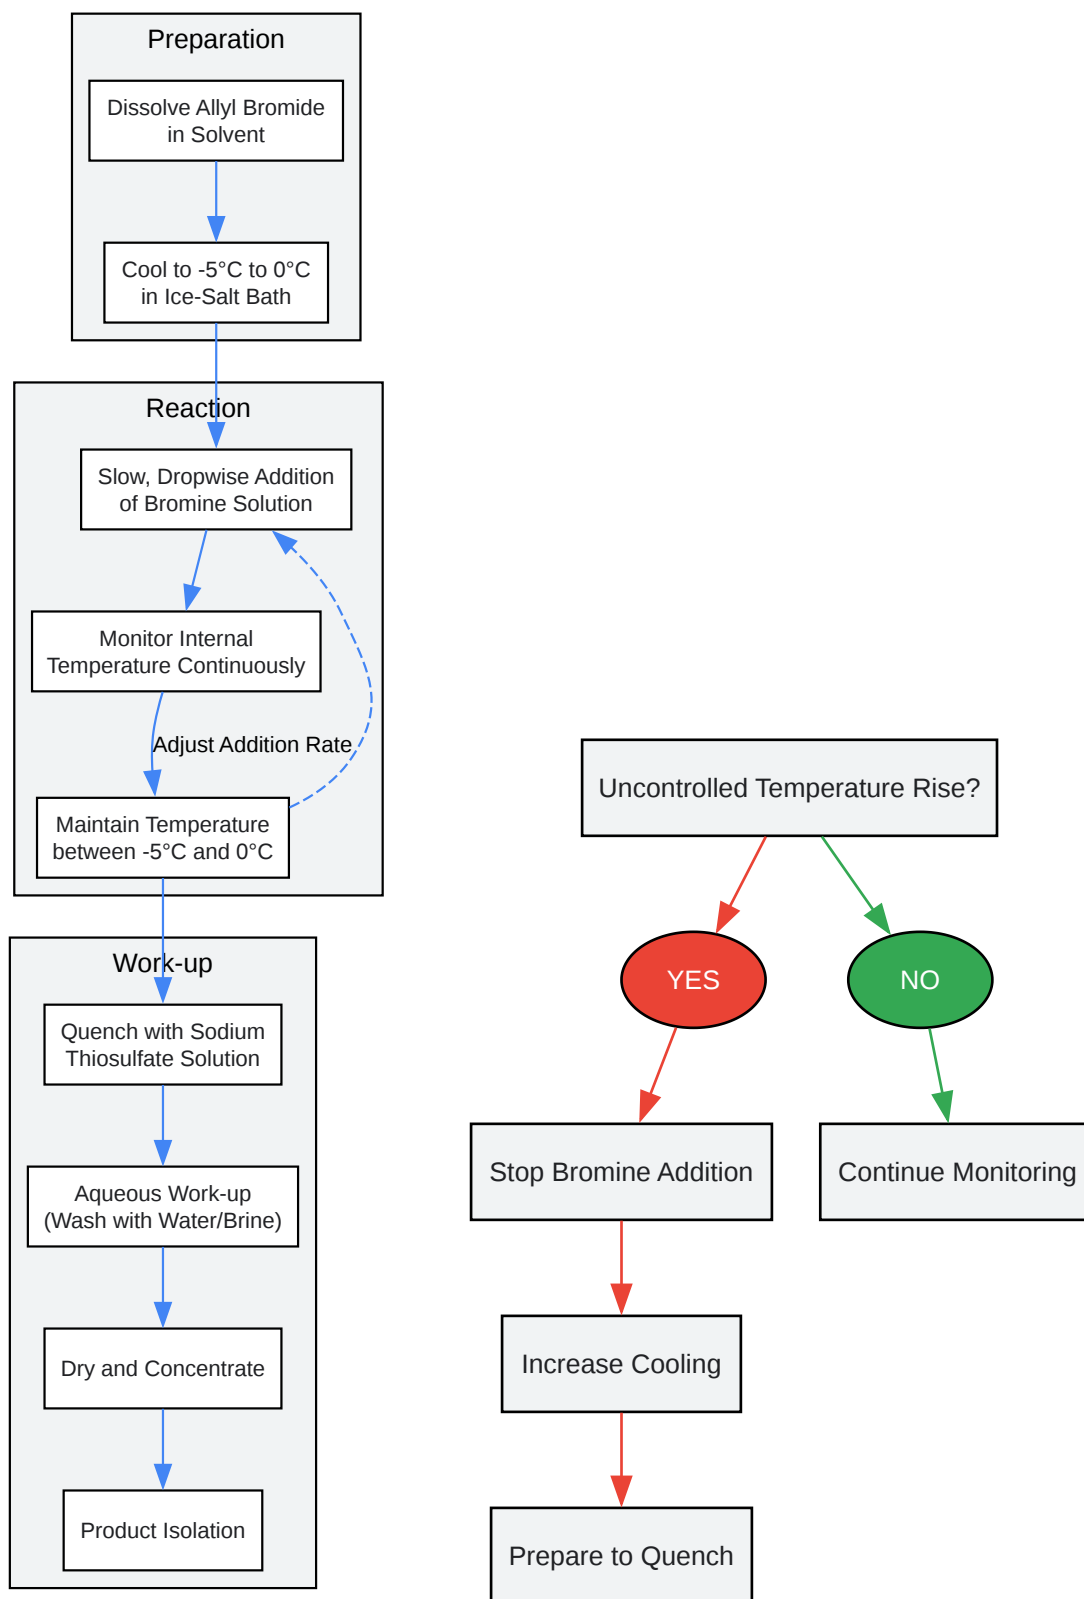 Preparation
Dissolve Allyl Bromide
in Solvent
Cool to -5°C to 0°C
in Ice-Salt Bath
Reaction
Slow, Dropwise Addition
of Bromine Solution
Monitor Internal
Temperature Continuously
Adjust Addition Rate
Maintain Temperature
between -5°C and 0°C
Work-up
Quench with Sodium
Thiosulfate Solution
Aqueous Work-up
(Wash with Water/Brine)
Dry and Concentrate
Product Isolation
Uncontrolled Temperature Rise?
YES
NO
Stop Bromine Addition
Continue Monitoring
Increase Cooling
Prepare to Quench